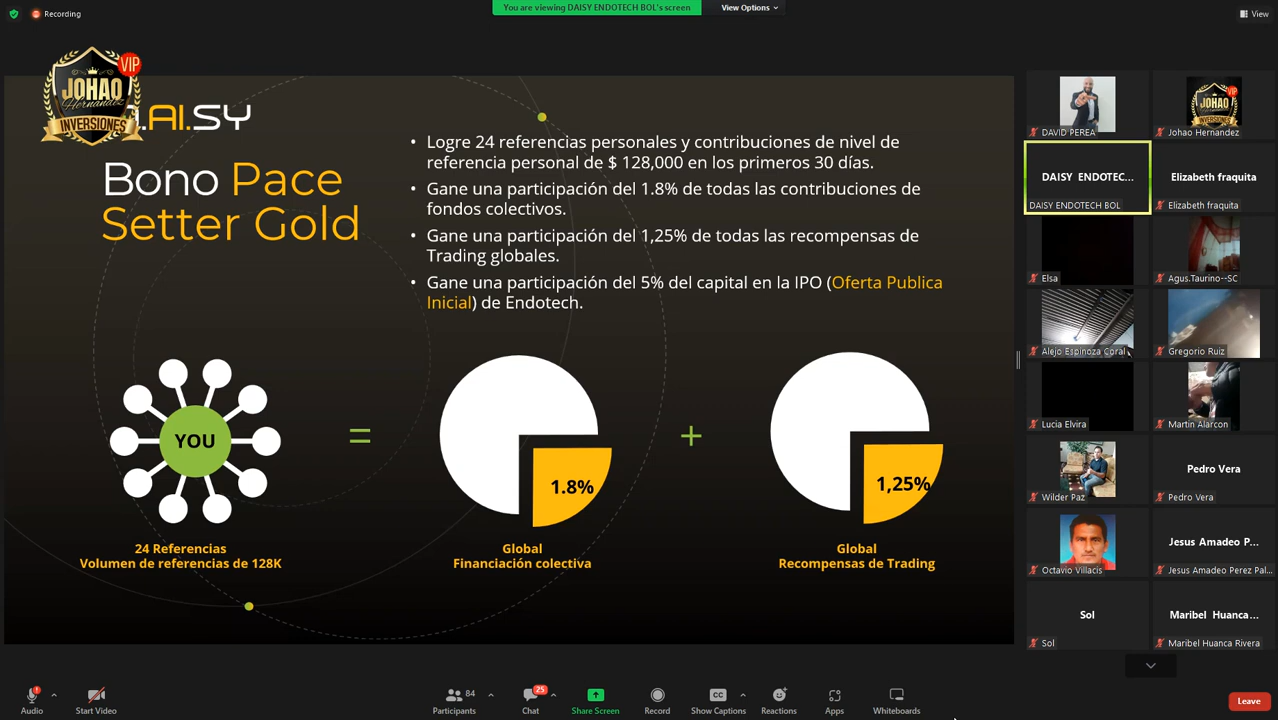 Recording
You are viewing DAISY ENDOTECH BOL's screen
View Options
View
VIP
JOHAO
Hernandez
INVERSIONES
.AI.SY
Bono Pace
Setter Gold
• Logre 24 referencias personales y contribuciones de nivel de
referencia personal de $ 128,000 en los primeros 30 días.
• Gane una participación del 1.8% de todas las contribuciones de
fondos colectivos.
• Gane una participación del 1,25% de todas las recompensas de
Trading globales.
• Gane una participación del 5% del capital en la IPO (Oferta Publica
Inicial) de Endotech.
YOU
=
1.8%
+
1,25%
24 Referencias
Volumen de referencias de 128K
Global
Financiación colectiva
Global
Recompensas de Trading
DAVID PEREA
JOHAO
INVERSIONES
VIP
Johao Hernandez
DAISY ENDOTEC...
DAISY ENDOTECH BOL
Elizabeth fraquita
Elizabeth fraquita
Elsa
Agus.Taurino--SC
Alejo Espinoza Coral
Gregorio Ruiz
Lucia Elvira
Martin Alarcon
Wilder Paz
Pedro Vera
Pedro Vera
Octavio Villacis
Jesus Amadeo P...
Jesus Amadeo Perez Pal...
Sol
Sol
Maribel Huanca...
Maribel Huanca Rivera
Audio
Start Video
84
Participants
25
Chat
Share Screen
Record
Show Captions
Reactions
Apps
Whiteboards
Leave